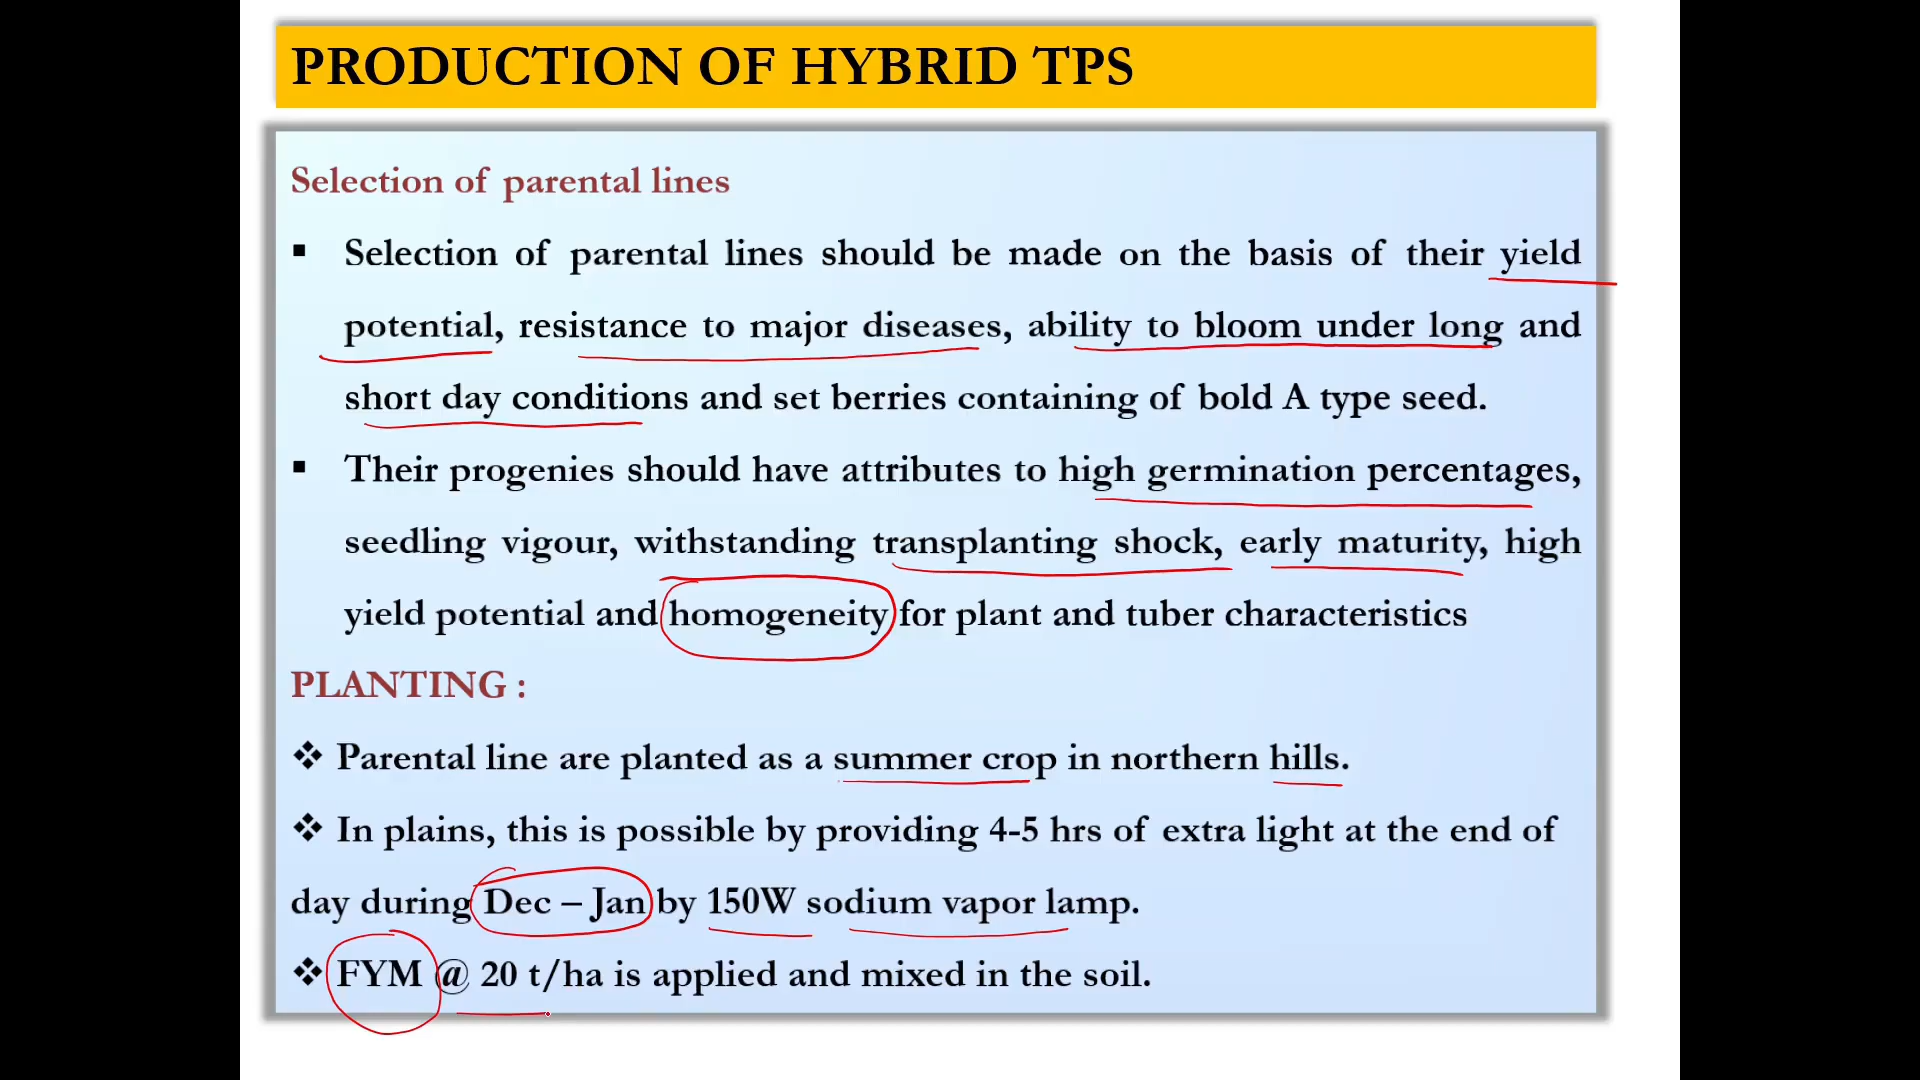 PRODUCTION OF HYBRID TPS
Selection of parental lines
▪ Selection of parental lines should be made on the basis of their yield
potential, resistance to major diseases, ability to bloom under long and
short day conditions and set berries containing of bold A type seed.
▪ Their progenies should have attributes to high germination percentages,
seedling vigour, withstanding transplanting shock, early maturity, high
yield potential and homogeneity for plant and tuber characteristics
PLANTING :
❖ Parental line are planted as a summer crop in northern hills.
❖ In plains, this is possible by providing 4-5 hrs of extra light at the end of
day during Dec – Jan by 150W sodium vapor lamp.
❖ FYM @ 20 t/ha is applied and mixed in the soil.